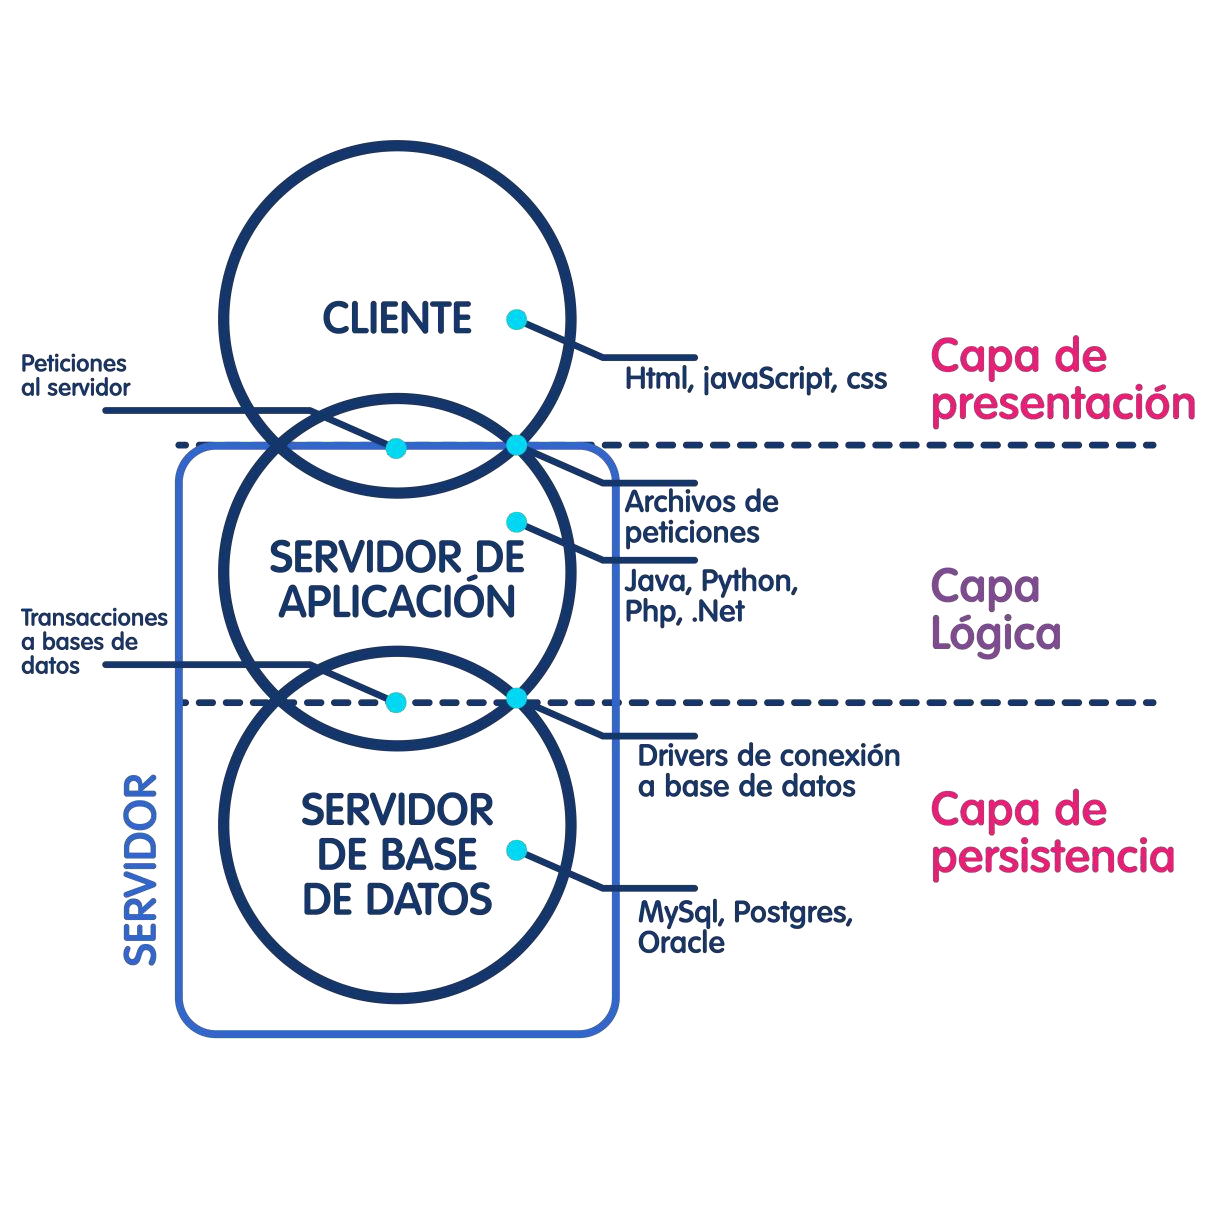 CLIENTE
Html, javaScript, css
Capa de
presentación
Peticiones
al servidor
Archivos de
peticiones
SERVIDOR DE
APLICACIÓN
Java, Python,
Php, .Net
Capa
Lógica
Transacciones
a bases de
datos
Drivers de conexión
a base de datos
SERVIDOR
SERVIDOR
DE BASE
DE DATOS
MySql, Postgres,
Oracle
Capa de
persistencia